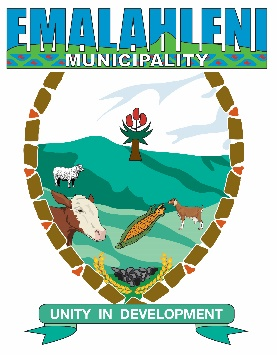 EMALAHLENI
MUNICIPALITY
UNITY IN DEVELOPMENT